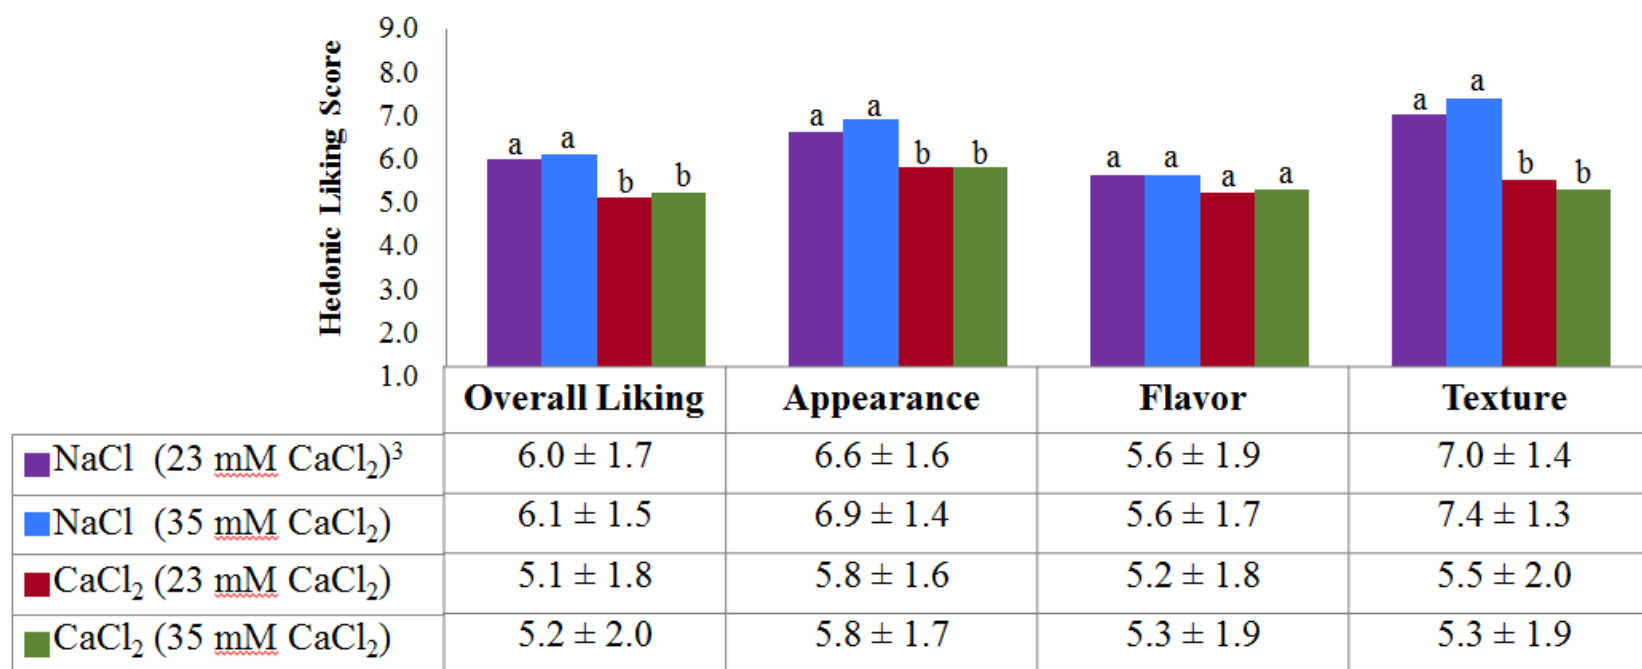 9.0
8.0
7.0
6.0
5.0
4.0
3.0
2.0
1.0
Hedonic Liking Score
a a b b
a a b b
a a a a
a a b b
Overall Liking Appearance Flavor Texture
NaCl (23 mM CaCl₂)³ 6.0 ± 1.7 6.6 ± 1.6 5.6 ± 1.9 7.0 ± 1.4
NaCl (35 mM CaCl₂) 6.1 ± 1.5 6.9 ± 1.4 5.6 ± 1.7 7.4 ± 1.3
CaCl₂ (23 mM CaCl₂) 5.1 ± 1.8 5.8 ± 1.6 5.2 ± 1.8 5.5 ± 2.0
CaCl₂ (35 mM CaCl₂) 5.2 ± 2.0 5.8 ± 1.7 5.3 ± 1.9 5.3 ± 1.9